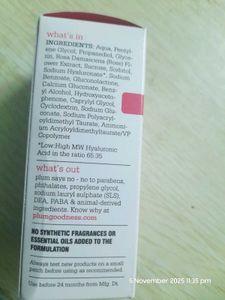 what's in
INGREDIENTS: Aqua, Pentyl-
ene Glycol, Propanediol, Glyce-
rin, Rosa Damascena (Rose) Fl-
ower Extract, Sucrose, Sorbitol,
Sodium Hyaluronate*, Sodium
Benzoate, Gluconolactone,
Calcium Gluconate, Benz-
yl Alcohol, Hydroxyaceto-
phenone, Caprylyl Glycol,
Cyclodextrin, Sodium Gluc-
onate, Sodium Polyacryl-
oyldimethyl Taurate, Ammoni-
um Acryloyldimethyltaurate/VP
Copolymer
*Low:High MW Hyaluronic
Acid in the ratio 65:35
what's out
plum says no - no to parabens,
phthalates, propylene glycol,
sodium lauryl sulphate (SLS),
DEA, PABA & animal-derived
ingredients. Know why at
plumgoodness.com
NO SYNTHETIC FRAGRANCES OR
ESSENTIAL OILS ADDED TO THE
FORMULATION
Always test new products on a small
patch before using as recommended.
Use before 24 months from Mfg. Dt.
5 November 2025 11:35 pm